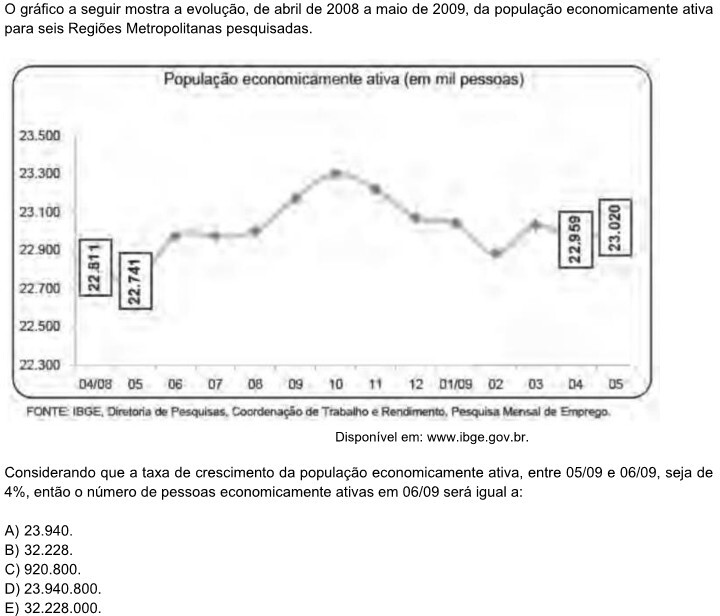 O gráfico a seguir mostra a evolução, de abril de 2008 a maio de 2009, da população economicamente ativa
para seis Regiões Metropolitanas pesquisadas.
População economicamente ativa (em mil pessoas)
23.500
23.300
23.100
22.900
22.700
22.500
22.300
22.811
22.741
22.959
23.020
04/08 05 06 07 08 09 10 11 12 01/09 02 03 04 05
FONTE: IBGE, Diretoria de Pesquisas, Coordenação de Trabalho e Rendimento, Pesquisa Mensal de Emprego.
Disponível em: www.ibge.gov.br.
Considerando que a taxa de crescimento da população economicamente ativa, entre 05/09 e 06/09, seja de
4%, então o número de pessoas economicamente ativas em 06/09 será igual a:
A) 23.940.
B) 32.228.
C) 920.800.
D) 23.940.800.
E) 32.228.000.